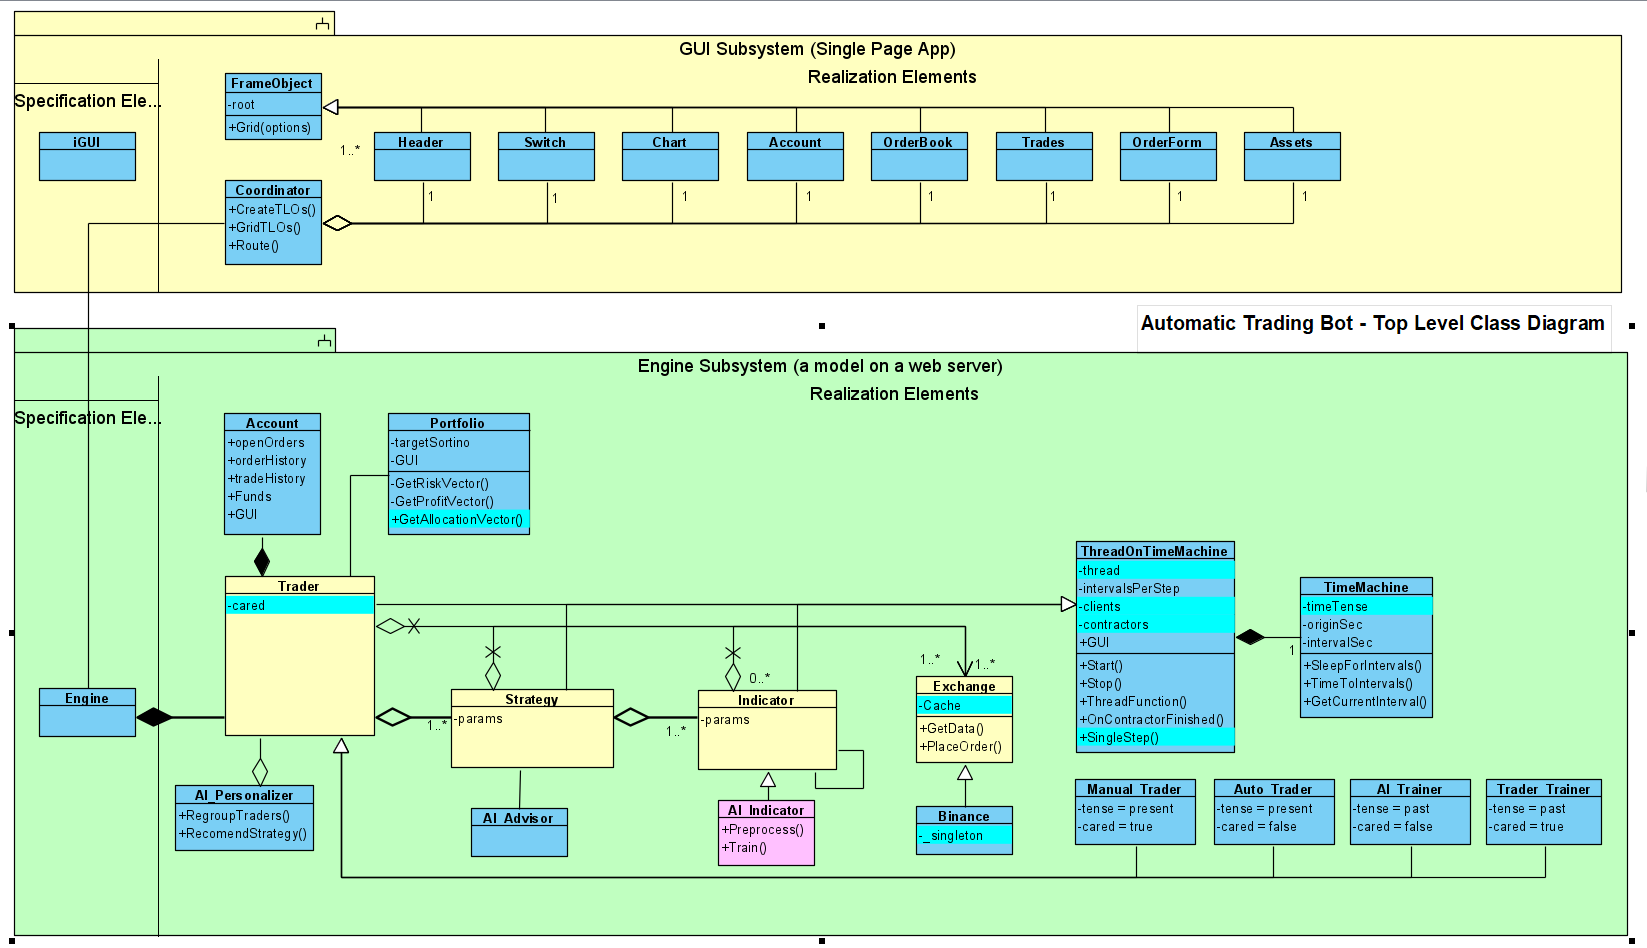 GUI Subsystem (Single Page App)
Realization Elements
Specification Ele...
iGUI
FrameObject
-root
+Grid(options)
1..*
Header
Switch
Chart
Account
OrderBook
Trades
OrderForm
Assets
Coordinator
+CreateTLOs()
+GridTLOs()
+Route()
1
1
1
1
1
1
1
1
Automatic Trading Bot - Top Level Class Diagram
Engine Subsystem (a model on a web server)
Realization Elements
Specification Ele...
Account
+openOrders
+orderHistory
+tradeHistory
+Funds
+GUI
Portfolio
-targetSortino
-GUI
-GetRiskVector()
-GetProfitVector()
+GetAllocationVector()
ThreadOnTimeMachine
-thread
-intervalsPerStep
-clients
-contractors
+GUI
+Start()
+Stop()
+ThreadFunction()
+OnContractorFinished()
+SingleStep()
1
TimeMachine
-timeTense
-originSec
-intervalSec
+SleepForIntervals()
+TimeToIntervals()
+GetCurrentInterval()
Trader
-cared
Engine
Strategy
-params
1..*
Indicator
-params
0..*
1..*
1..*
1..*
Exchange
-Cache
+GetData()
+PlaceOrder()
AI_Personalizer
+RegroupTraders()
+RecomendStrategy()
AI_Advisor
AI_Indicator
+Preprocess()
+Train()
Binance
-_singleton
Manual_Trader
-tense = present
-cared = true
Auto_Trader
-tense = present
-cared = false
AI_Trainer
-tense = past
-cared = false
Trader_Trainer
-tense = past
-cared = true